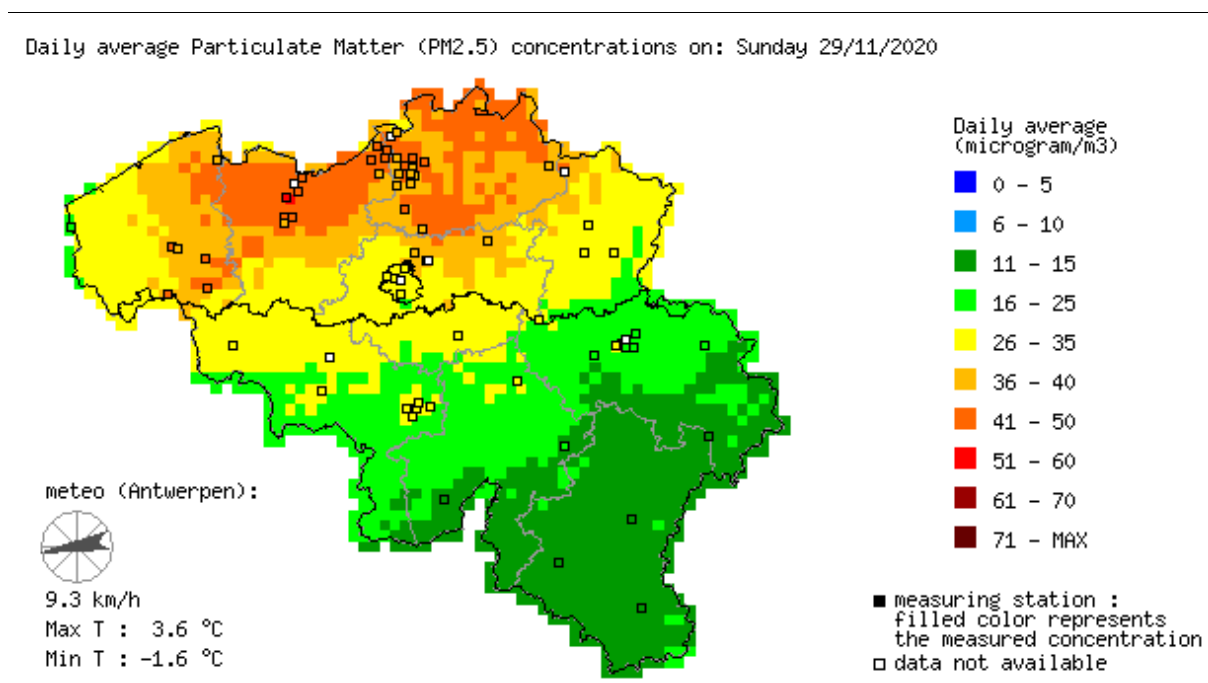 Daily average Particulate Matter (PM2.5) concentrations on: Sunday 29/11/2020
Daily average
(microgram/m3)
0 - 5
6 - 10
11 - 15
16 - 25
26 - 35
36 - 40
41 - 50
51 - 60
61 - 70
71 - MAX
meteo (Antwerpen):
9.3 km/h
Max T : 3.6 °C
Min T : -1.6 °C
measuring station :
filled color represents
the measured concentration
data not available